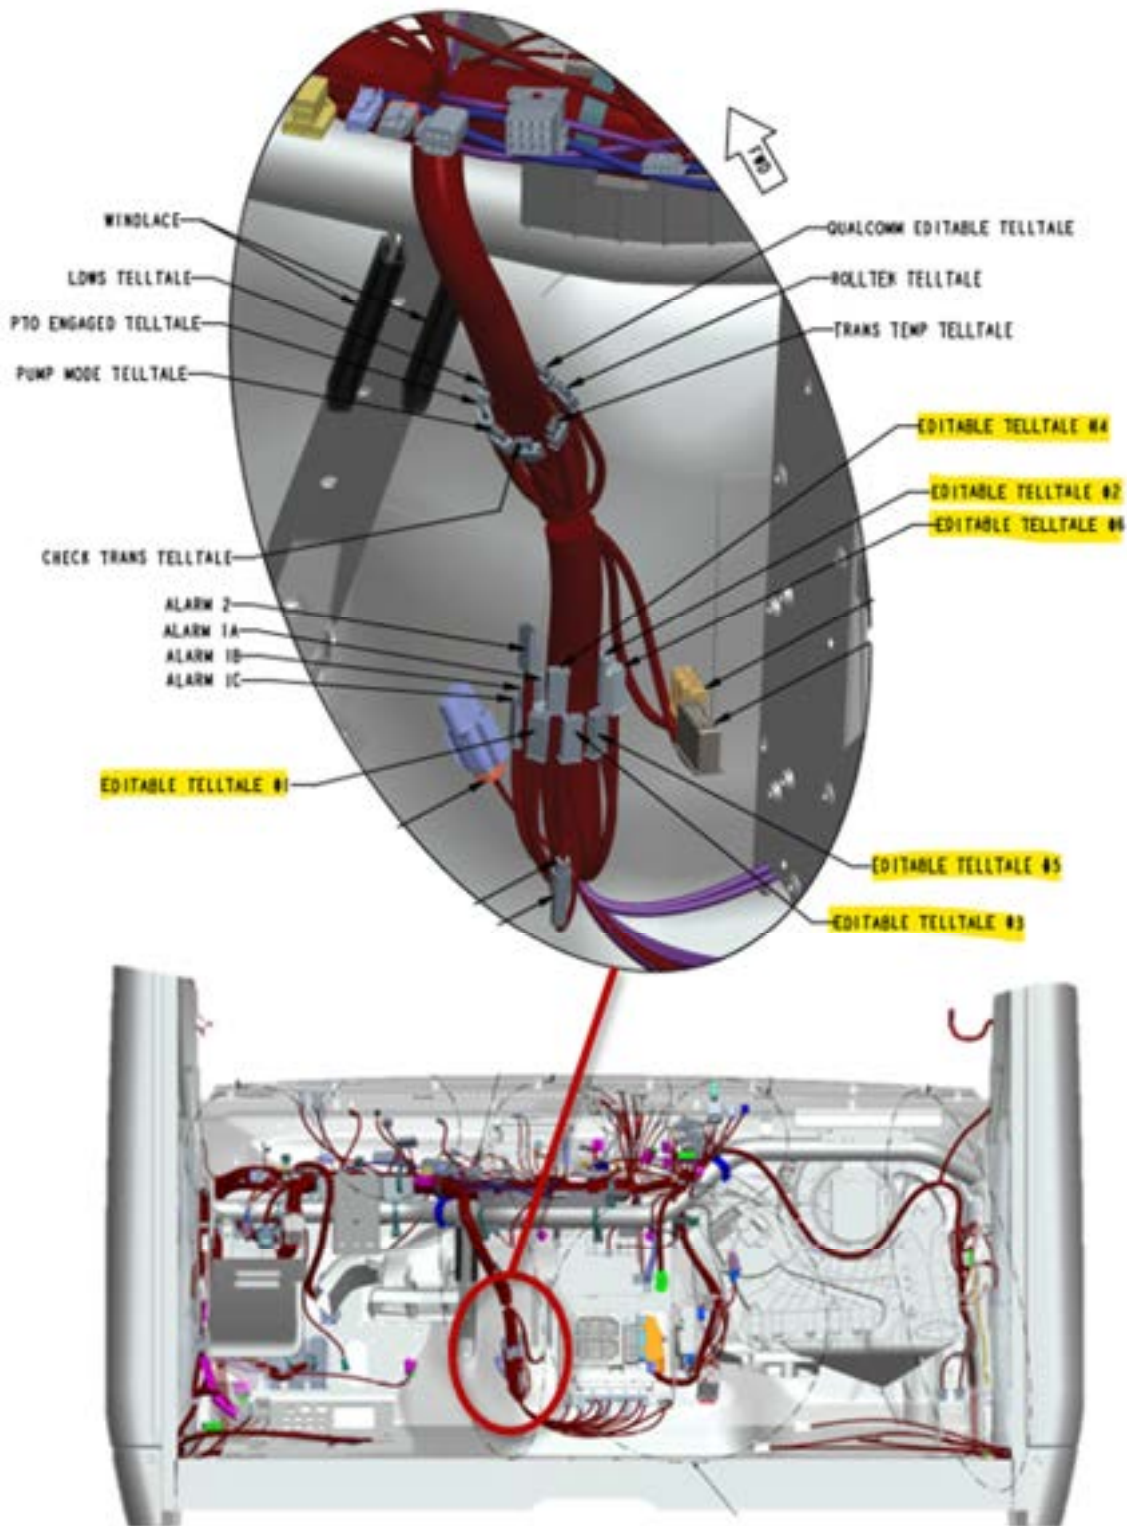 FWD
WINDLACE
QUALCOMM EDITABLE TELLTALE
LDWS TELLTALE
ROLLTEK TELLTALE
PTO ENGAGED TELLTALE
TRANS TEMP TELLTALE
PUMP MODE TELLTALE
EDITABLE TELLTALE #4
EDITABLE TELLTALE #2
EDITABLE TELLTALE #6
CHECK TRANS TELLTALE
ALARM 2
ALARM 1A
ALARM 1B
ALARM 1C
EDITABLE TELLTALE #1
EDITABLE TELLTALE #5
EDITABLE TELLTALE #3